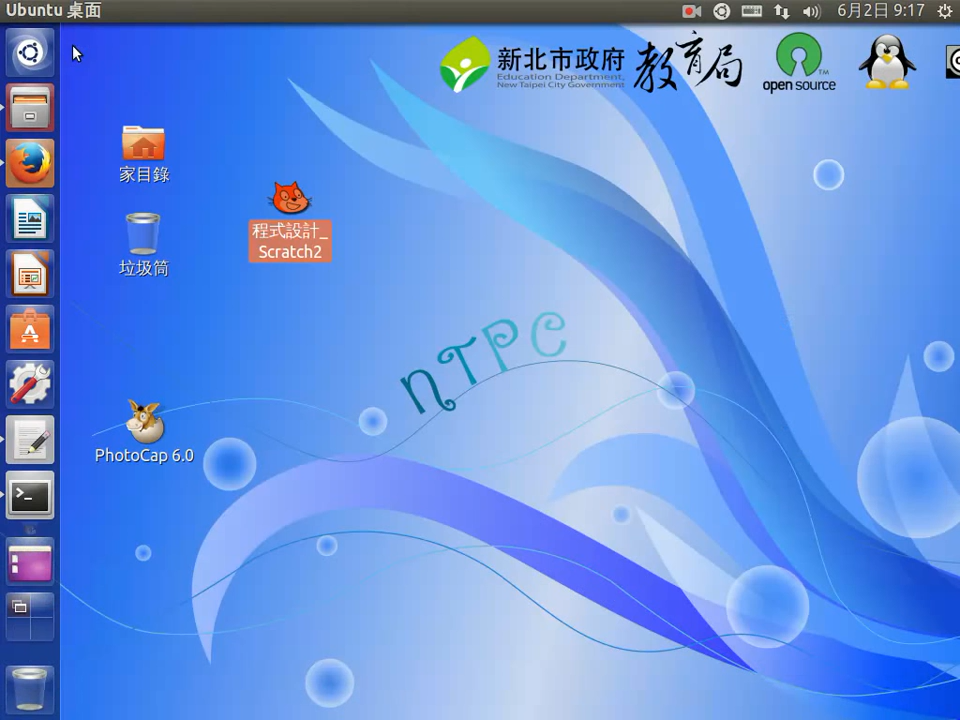 Ubuntu 桌面
6月2日 9:17
新北市政府
Education Department,
New Taipei City Government
教育局
open source
TM
家目錄
程式設計_
Scratch2
垃圾筒
nTPC
PhotoCap 6.0